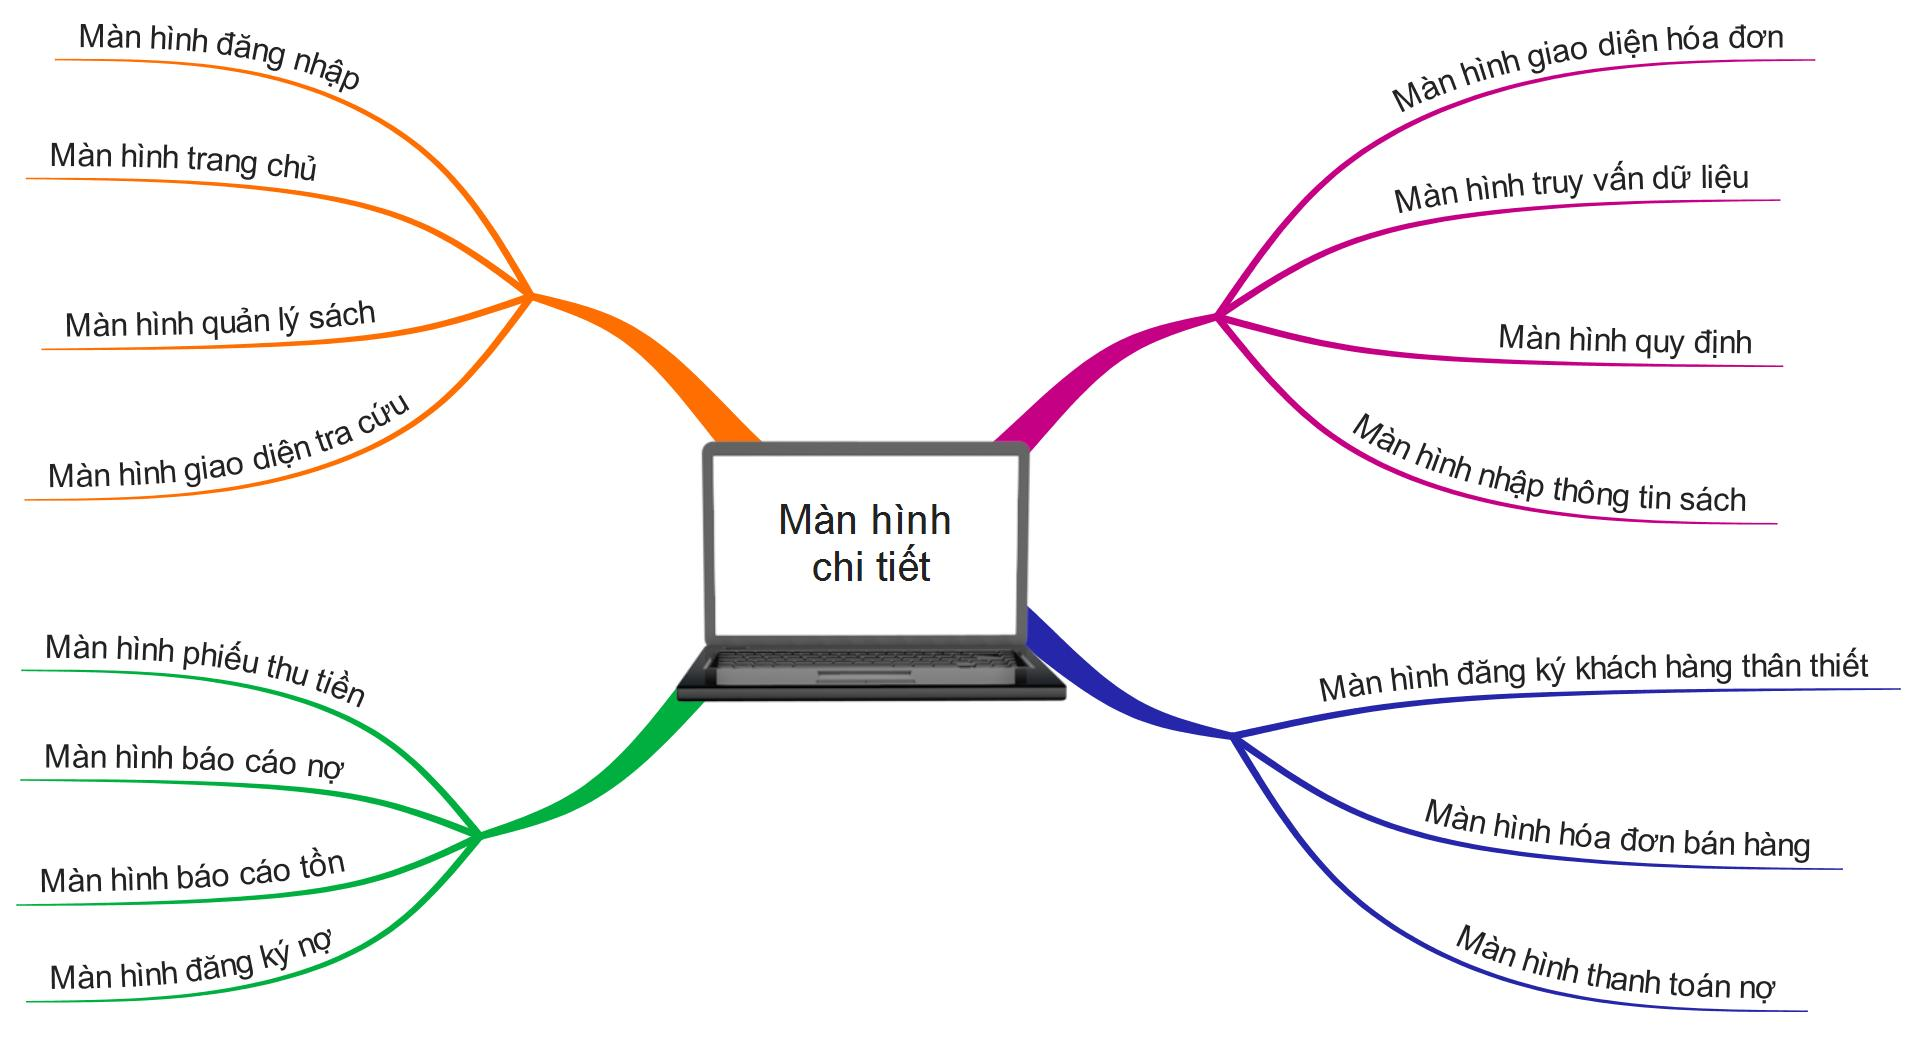 Màn hình đăng nhập
Màn hình trang chủ
Màn hình quản lý sách
Màn hình giao diện tra cứu
Màn hình giao diện hóa đơn
Màn hình truy vấn dữ liệu
Màn hình quy định
Màn hình nhập thông tin sách
Màn hình
chi tiết
Màn hình phiếu thu tiền
Màn hình báo cáo nợ
Màn hình báo cáo tồn
Màn hình đăng ký nợ
Màn hình đăng ký khách hàng thân thiết
Màn hình hóa đơn bán hàng
Màn hình thanh toán nợ